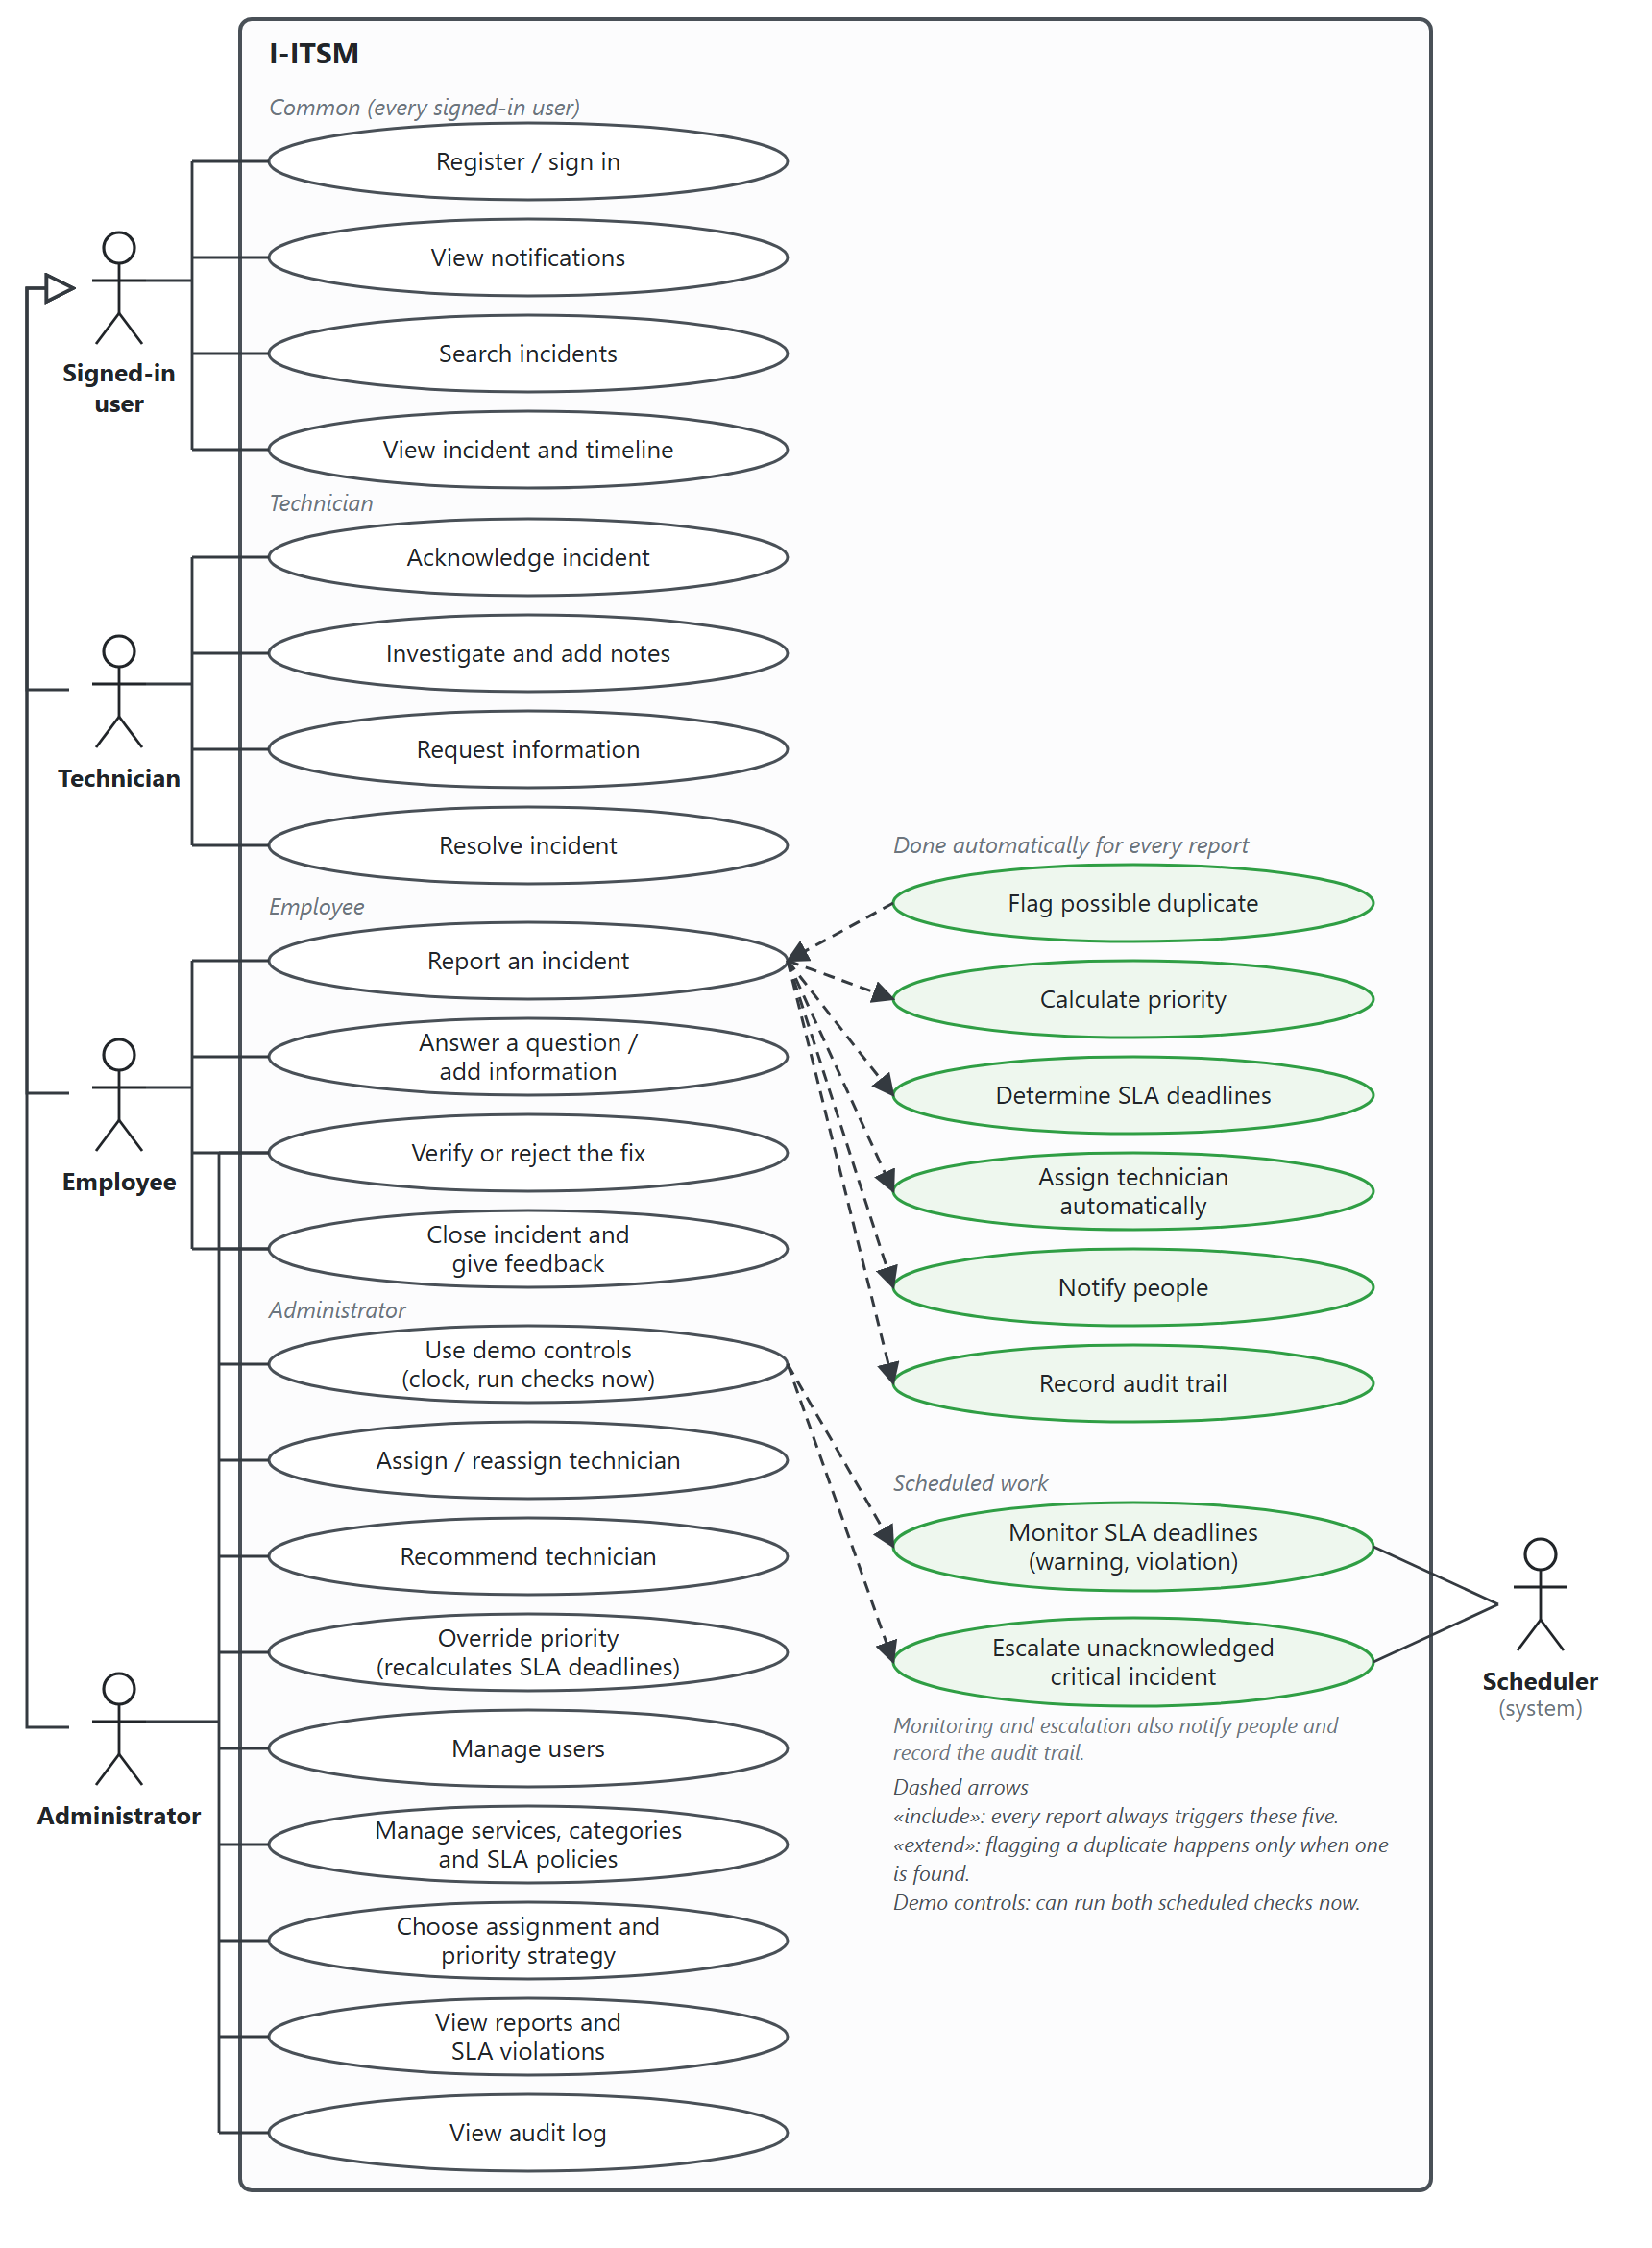 I-ITSM
Common (every signed-in user)
Register / sign in
View notifications
Search incidents
View incident and timeline
Signed-in
user
Technician
Acknowledge incident
Investigate and add notes
Request information
Resolve incident
Technician
Employee
Report an incident
Answer a question /
add information
Verify or reject the fix
Close incident and
give feedback
Employee
Done automatically for every report
Flag possible duplicate
Calculate priority
Determine SLA deadlines
Assign technician
automatically
Notify people
Record audit trail
Administrator
Use demo controls
(clock, run checks now)
Assign / reassign technician
Recommend technician
Override priority
(recalculates SLA deadlines)
Manage users
Manage services, categories
and SLA policies
Choose assignment and
priority strategy
View reports and
SLA violations
View audit log
Administrator
Scheduled work
Monitor SLA deadlines
(warning, violation)
Escalate unacknowledged
critical incident
Scheduler
(system)
Monitoring and escalation also notify people and
record the audit trail.
Dashed arrows
«include»: every report always triggers these five.
«extend»: flagging a duplicate happens only when one
is found.
Demo controls: can run both scheduled checks now.